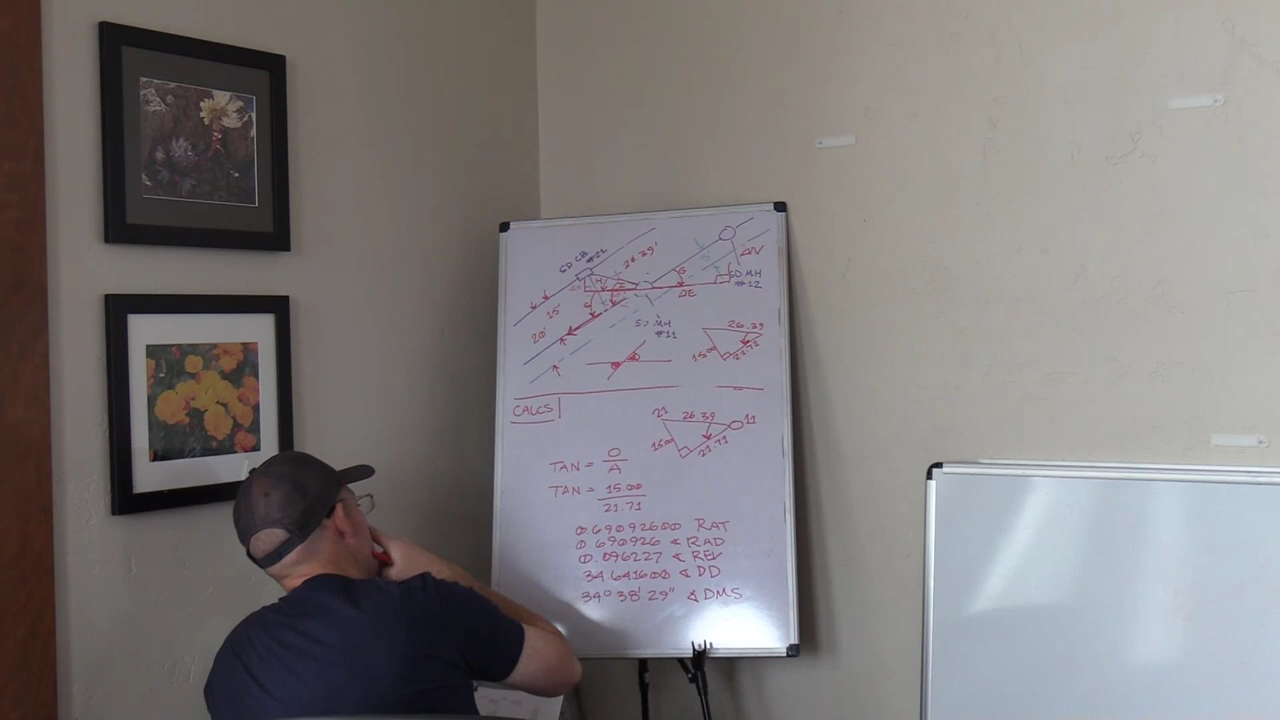 SD CB
#21
26.39'
ΔN
SD MH
#12
ΔE
15'
20'
SD MH
#11
26.39
15.00
21.71
CALCS
21
26.39
11
15.00
21.71
TAN = O/A
TAN = 15.00/21.71
0.69092600 RAT
0.690926 ∡ RAD
0.096227 ∡ REV
34.641600 ∡ DD
34° 38' 29" ∡ DMS